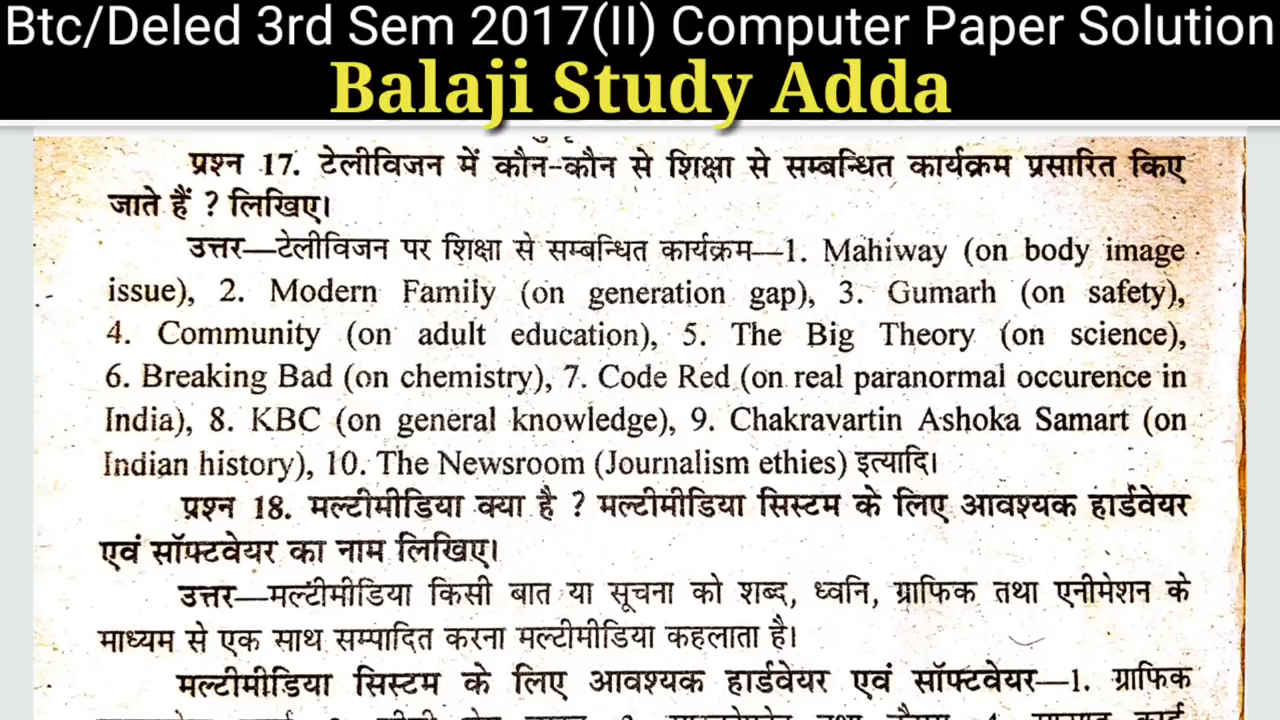 Btc/Deled 3rd Sem 2017(II) Computer Paper Solution
Balaji Study Adda
प्रश्न 17. टेलीविजन में कौन-कौन से शिक्षा से सम्बन्धित कार्यक्रम प्रसारित किए
जाते हैं ? लिखिए।
उत्तर—टेलीविजन पर शिक्षा से सम्बन्धित कार्यक्रम—1. Mahiway (on body image
issue), 2. Modern Family (on generation gap), 3. Gumarh (on safety),
4. Community (on adult education), 5. The Big Theory (on science),
6. Breaking Bad (on chemistry), 7. Code Red (on real paranormal occurence in
India), 8. KBC (on general knowledge), 9. Chakravartin Ashoka Samart (on
Indian history), 10. The Newsroom (Journalism ethies) इत्यादि।
प्रश्न 18. मल्टीमीडिया क्या है ? मल्टीमीडिया सिस्टम के लिए आवश्यक हार्डवेयर
एवं सॉफ्टवेयर का नाम लिखिए।
उत्तर—मल्टीमीडिया किसी बात या सूचना को शब्द, ध्वनि, ग्राफिक तथा एनीमेशन के
माध्यम से एक साथ सम्पादित करना मल्टीमीडिया कहलाता है।
मल्टीमीडिया सिस्टम के लिए आवश्यक हार्डवेयर एवं सॉफ्टवेयर—1. ग्राफिक